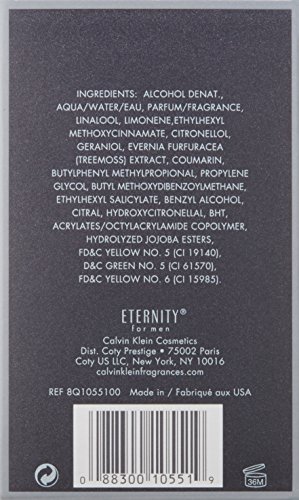 INGREDIENTS: ALCOHOL DENAT.,
AQUA/WATER/EAU, PARFUM/FRAGRANCE,
LINALOOL, LIMONENE,ETHYLHEXYL
METHOXYCINNAMATE, CITRONELLOL,
GERANIOL, EVERNIA FURFURACEA
(TREEMOSS) EXTRACT, COUMARIN,
BUTYLPHENYL METHYLPROPIONAL, PROPYLENE
GLYCOL, BUTYL METHOXYDIBENZOYLMETHANE,
ETHYLHEXYL SALICYLATE, BENZYL ALCOHOL,
CITRAL, HYDROXYCITRONELLAL, BHT,
ACRYLATES/OCTYLACRYLAMIDE COPOLYMER,
HYDROLYZED JOJOBA ESTERS,
FD&C YELLOW NO. 5 (CI 19140),
D&C GREEN NO. 5 (CI 61570),
FD&C YELLOW NO. 6 (CI 15985).
ETERNITY®
for men
Calvin Klein Cosmetics
Dist. Coty Prestige • 75002 Paris
Coty US LLC, New York, NY 10016
calvinkleinfragrances.com
REF 8Q1055100 Made in / Fabriqué aux USA
0 88300 10551 9
36M